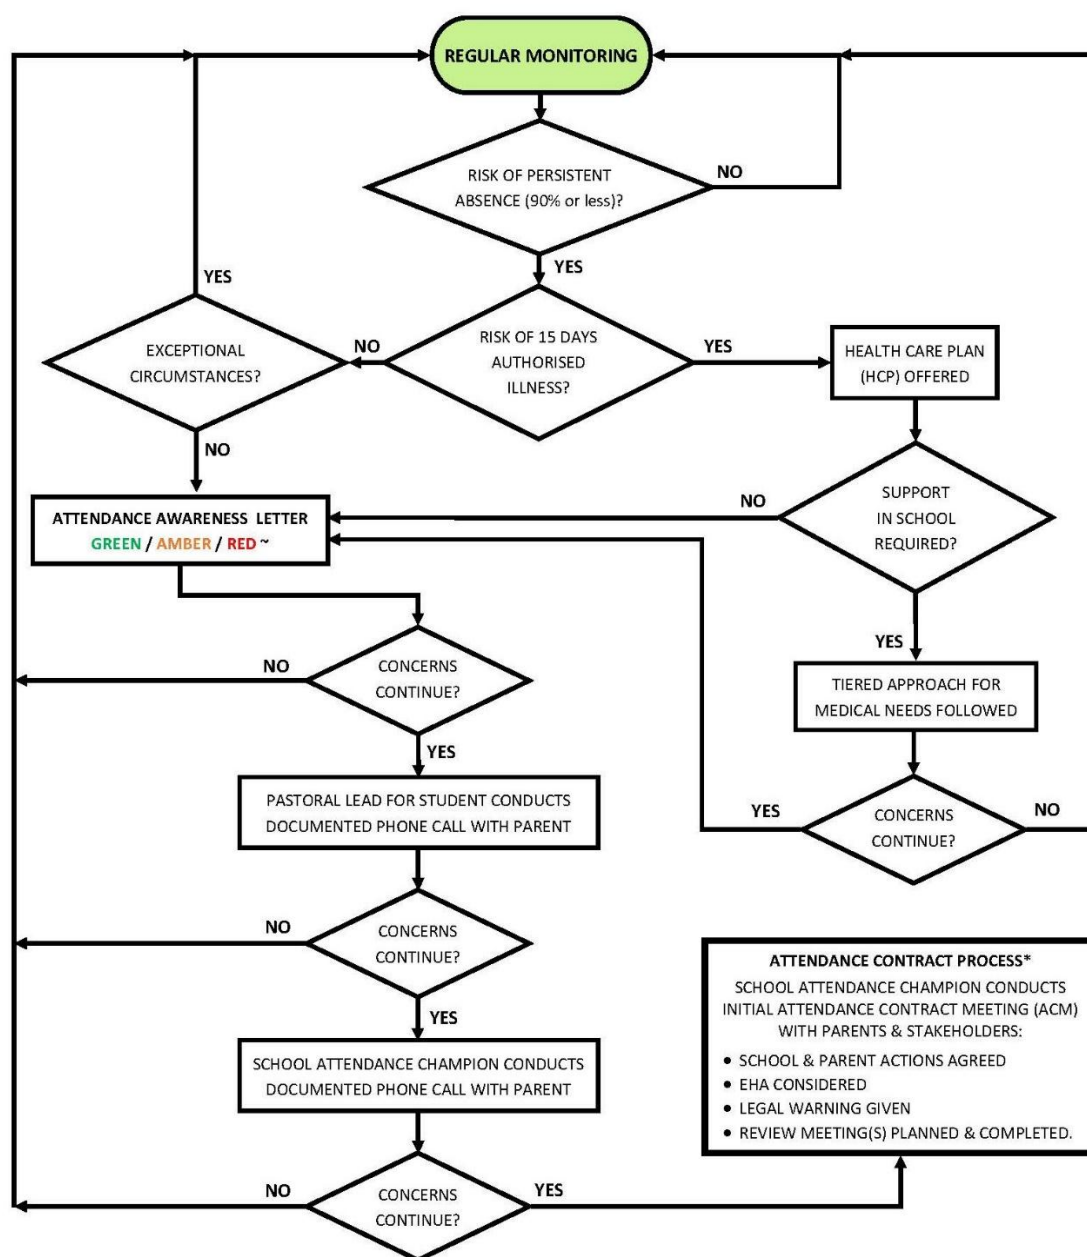 REGULAR MONITORING
RISK OF PERSISTENT
ABSENCE (90% or less)?
NO
YES
YES
EXCEPTIONAL
CIRCUMSTANCES?
NO
RISK OF 15 DAYS
AUTHORISED
ILLNESS?
YES
HEALTH CARE PLAN
(HCP) OFFERED
NO
ATTENDANCE AWARENESS LETTER
GREEN / AMBER / RED ~
NO
SUPPORT
IN SCHOOL
REQUIRED?
YES
TIERED APPROACH FOR
MEDICAL NEEDS FOLLOWED
NO
CONCERNS
CONTINUE?
YES
PASTORAL LEAD FOR STUDENT CONDUCTS
DOCUMENTED PHONE CALL WITH PARENT
YES
CONCERNS
CONTINUE?
NO
NO
CONCERNS
CONTINUE?
YES
SCHOOL ATTENDANCE CHAMPION CONDUCTS
DOCUMENTED PHONE CALL WITH PARENT
NO
CONCERNS
CONTINUE?
YES
ATTENDANCE CONTRACT PROCESS*
SCHOOL ATTENDANCE CHAMPION CONDUCTS
INITIAL ATTENDANCE CONTRACT MEETING (ACM)
WITH PARENTS & STAKEHOLDERS:
• SCHOOL & PARENT ACTIONS AGREED
• EHA CONSIDERED
• LEGAL WARNING GIVEN
• REVIEW MEETING(S) PLANNED & COMPLETED.